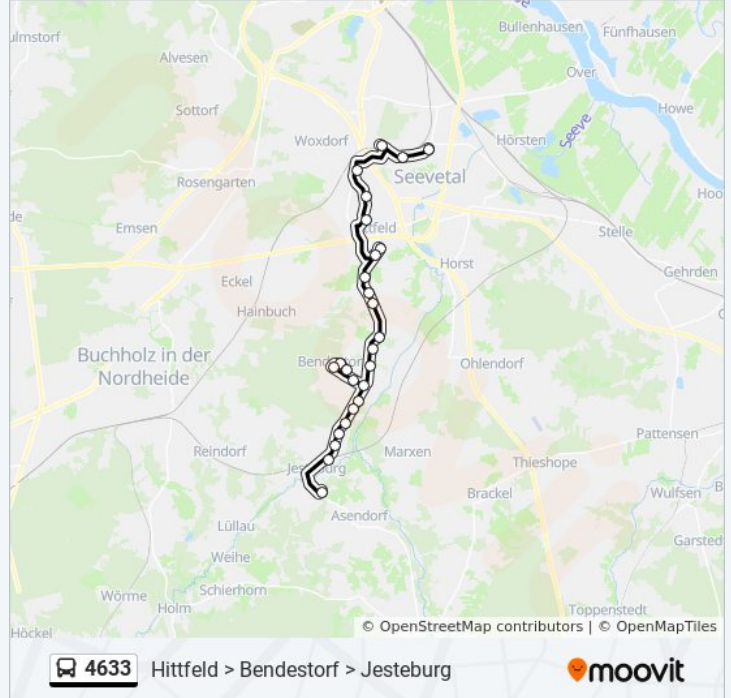 ulmstorf
Bullenhausen
Fünfhausen
Alvesen
Over
Sottorf
Howe
Woxdorf
Hörsten
Seeve
Seevetal
Rosengarten
Hoo
de
Emsen
tfeld
Stelle
Horst
Gehrden
Eckel
Hainbuch
Buchholz in der
Nordheide
Bendestorf
Ohlendorf
Pattensen
Reindorf
Marxen
Jesteburg
Thieshope
Brackel
Wulfsen
B
Asendorf
Lüllau
Garsted
Weihe
Schierhorn
Wörme
Holm
Toppenstedt
Höckel
© OpenStreetMap contributors | © OpenMapTiles
4633 Hittfeld > Bendestorf > Jesteburg
moovit